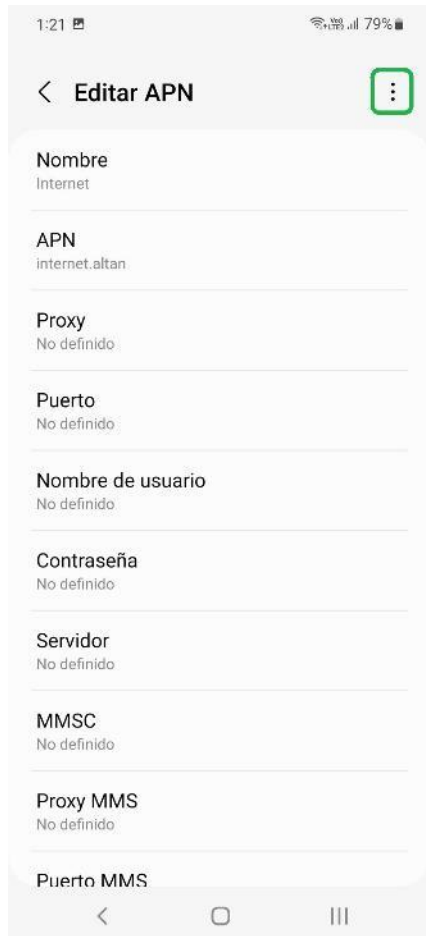 1:21 79%
Editar APN
Nombre
Internet
APN
internet.altan
Proxy
No definido
Puerto
No definido
Nombre de usuario
No definido
Contraseña
No definido
Servidor
No definido
MMSC
No definido
Proxy MMS
No definido
Puerto MMS